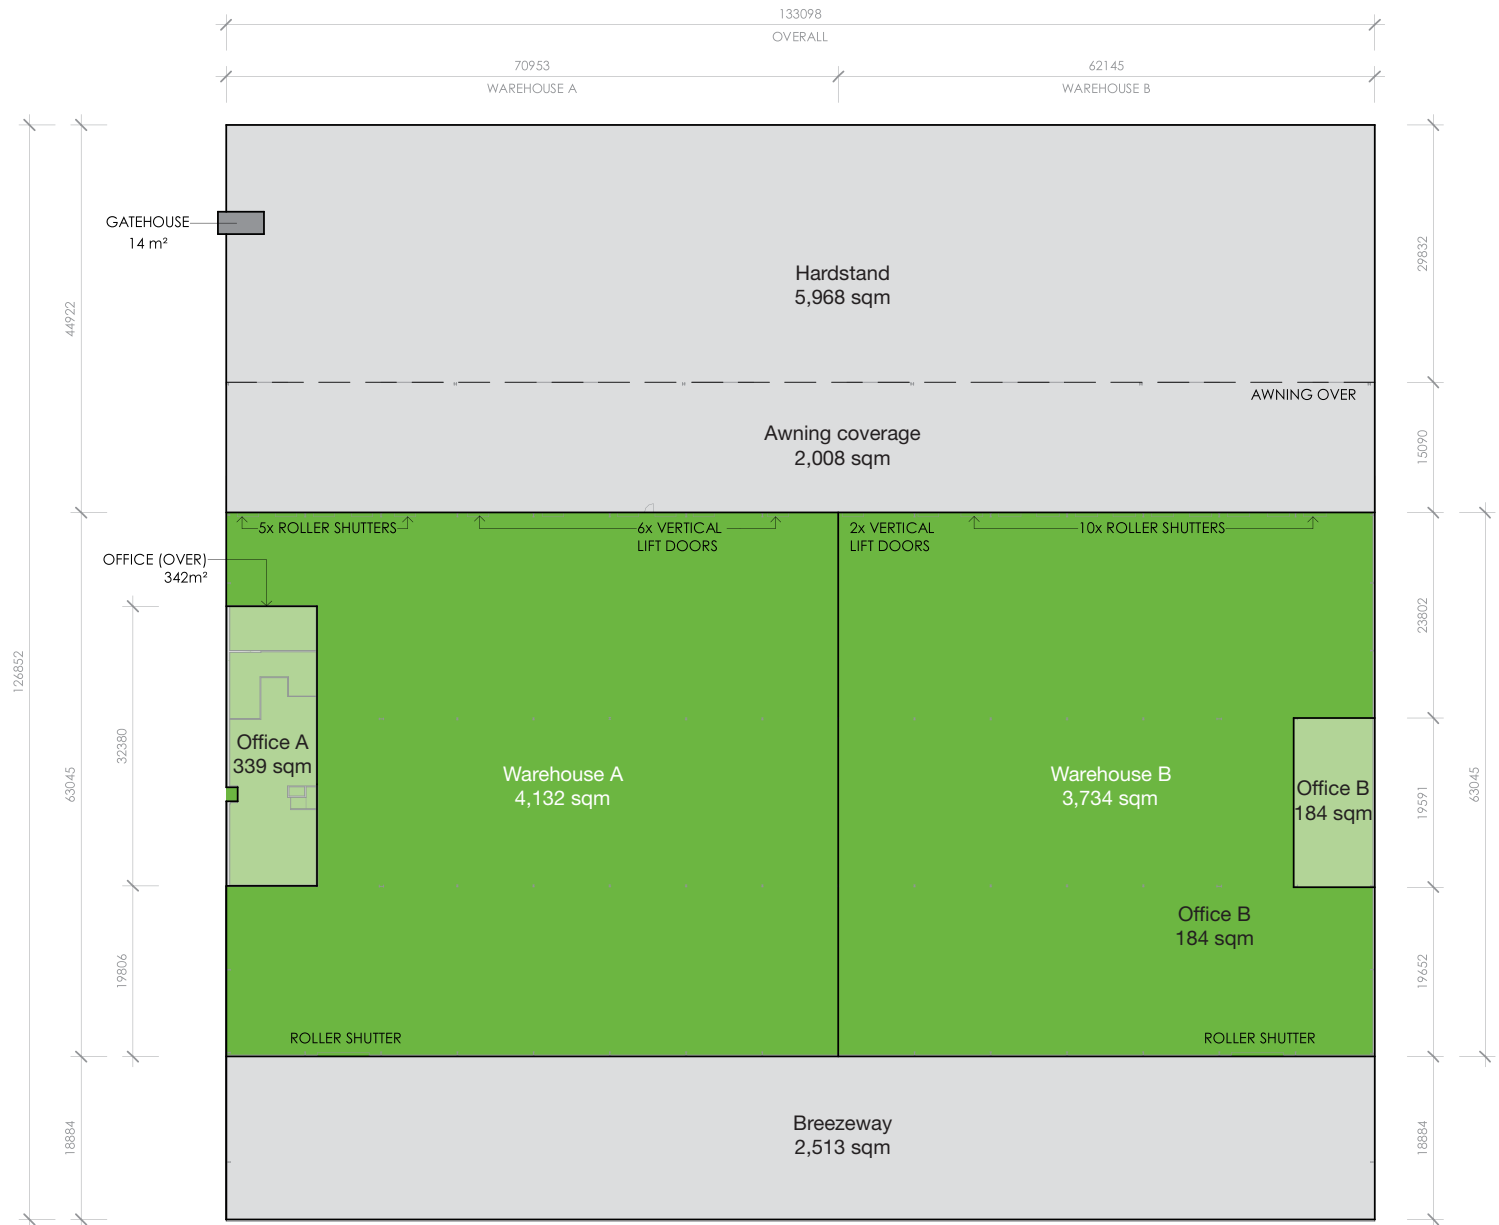 133098
OVERALL
70953
62145
WAREHOUSE A
WAREHOUSE B
GATEHOUSE
14 m²
Hardstand
5,968 sqm
29832
44922
AWNING OVER
Awning coverage
2,008 sqm
15090
5x ROLLER SHUTTERS
6x VERTICAL
LIFT DOORS
2x VERTICAL
LIFT DOORS
10x ROLLER SHUTTERS
OFFICE (OVER)
342m²
23802
126852
32380
63045
Office A
339 sqm
Warehouse A
4,132 sqm
Warehouse B
3,734 sqm
Office B
184 sqm
19591
63045
Office B
184 sqm
19806
19652
ROLLER SHUTTER
ROLLER SHUTTER
Breezeway
2,513 sqm
18884
18884